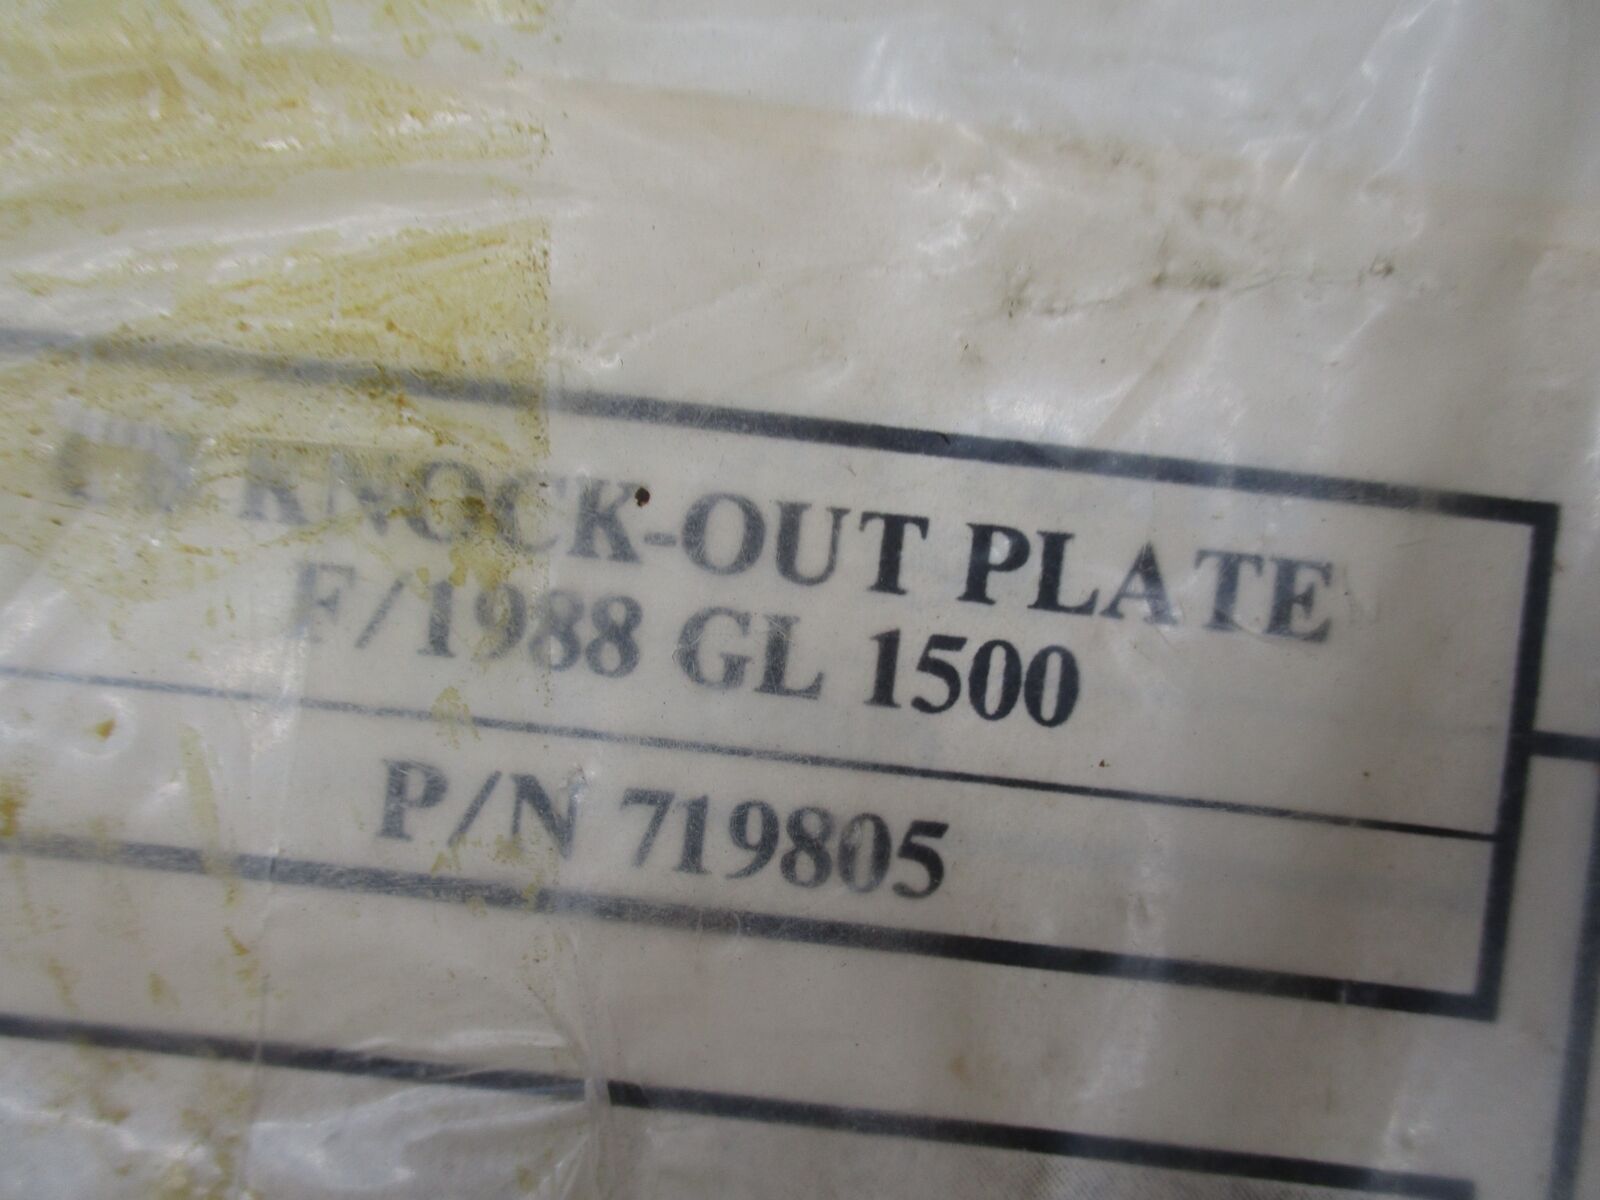 KNOCK-OUT PLATE
F/1988 GL 1500
P/N 719805